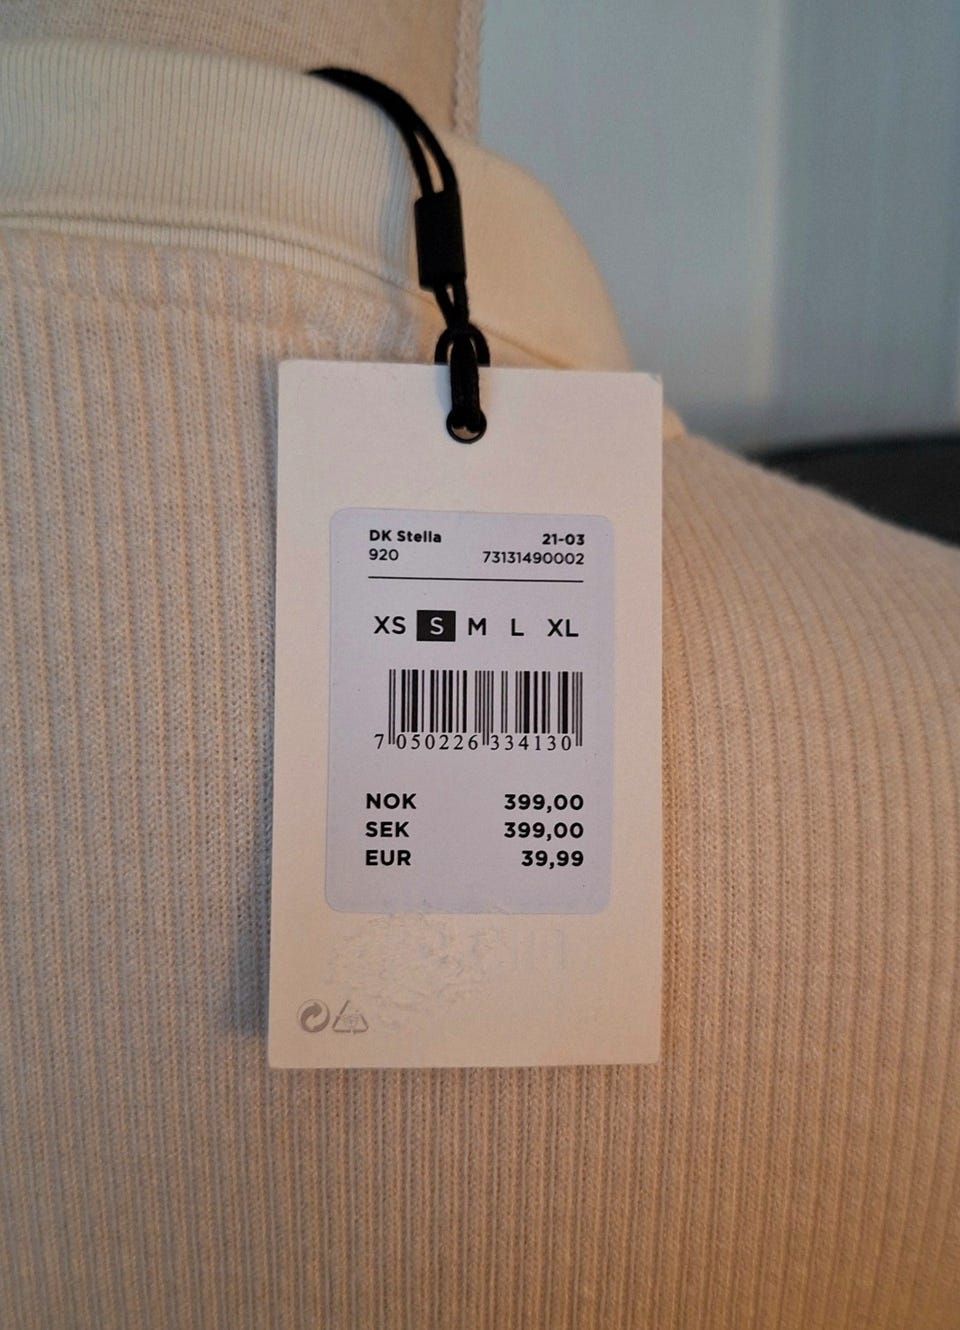 DK Stella 21-03
920 73131490002
XS S M L XL
7 050226 334130
NOK 399,00
SEK 399,00
EUR 39,99